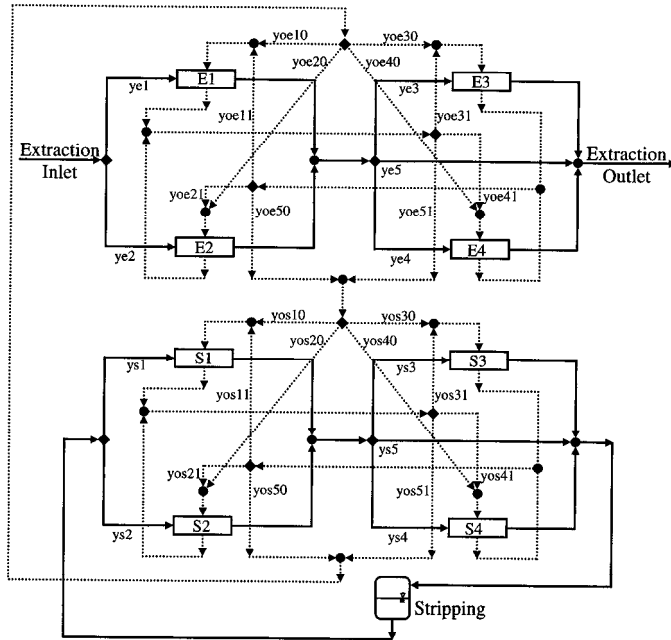 yoe10
yoe20
yoe40
yoe30
ye1
E1
yoe11
ye3
E3
yoe31
Extraction
Inlet
ye5
Extraction
Outlet
yoe21
yoe50
yoe51
yoe41
ye2
E2
ye4
E4
yos10
yos20
yos40
yos30
ys1
S1
yos11
ys3
S3
yos31
ys5
yos21
yos50
yos51
yos41
ys2
S2
ys4
S4
Stripping